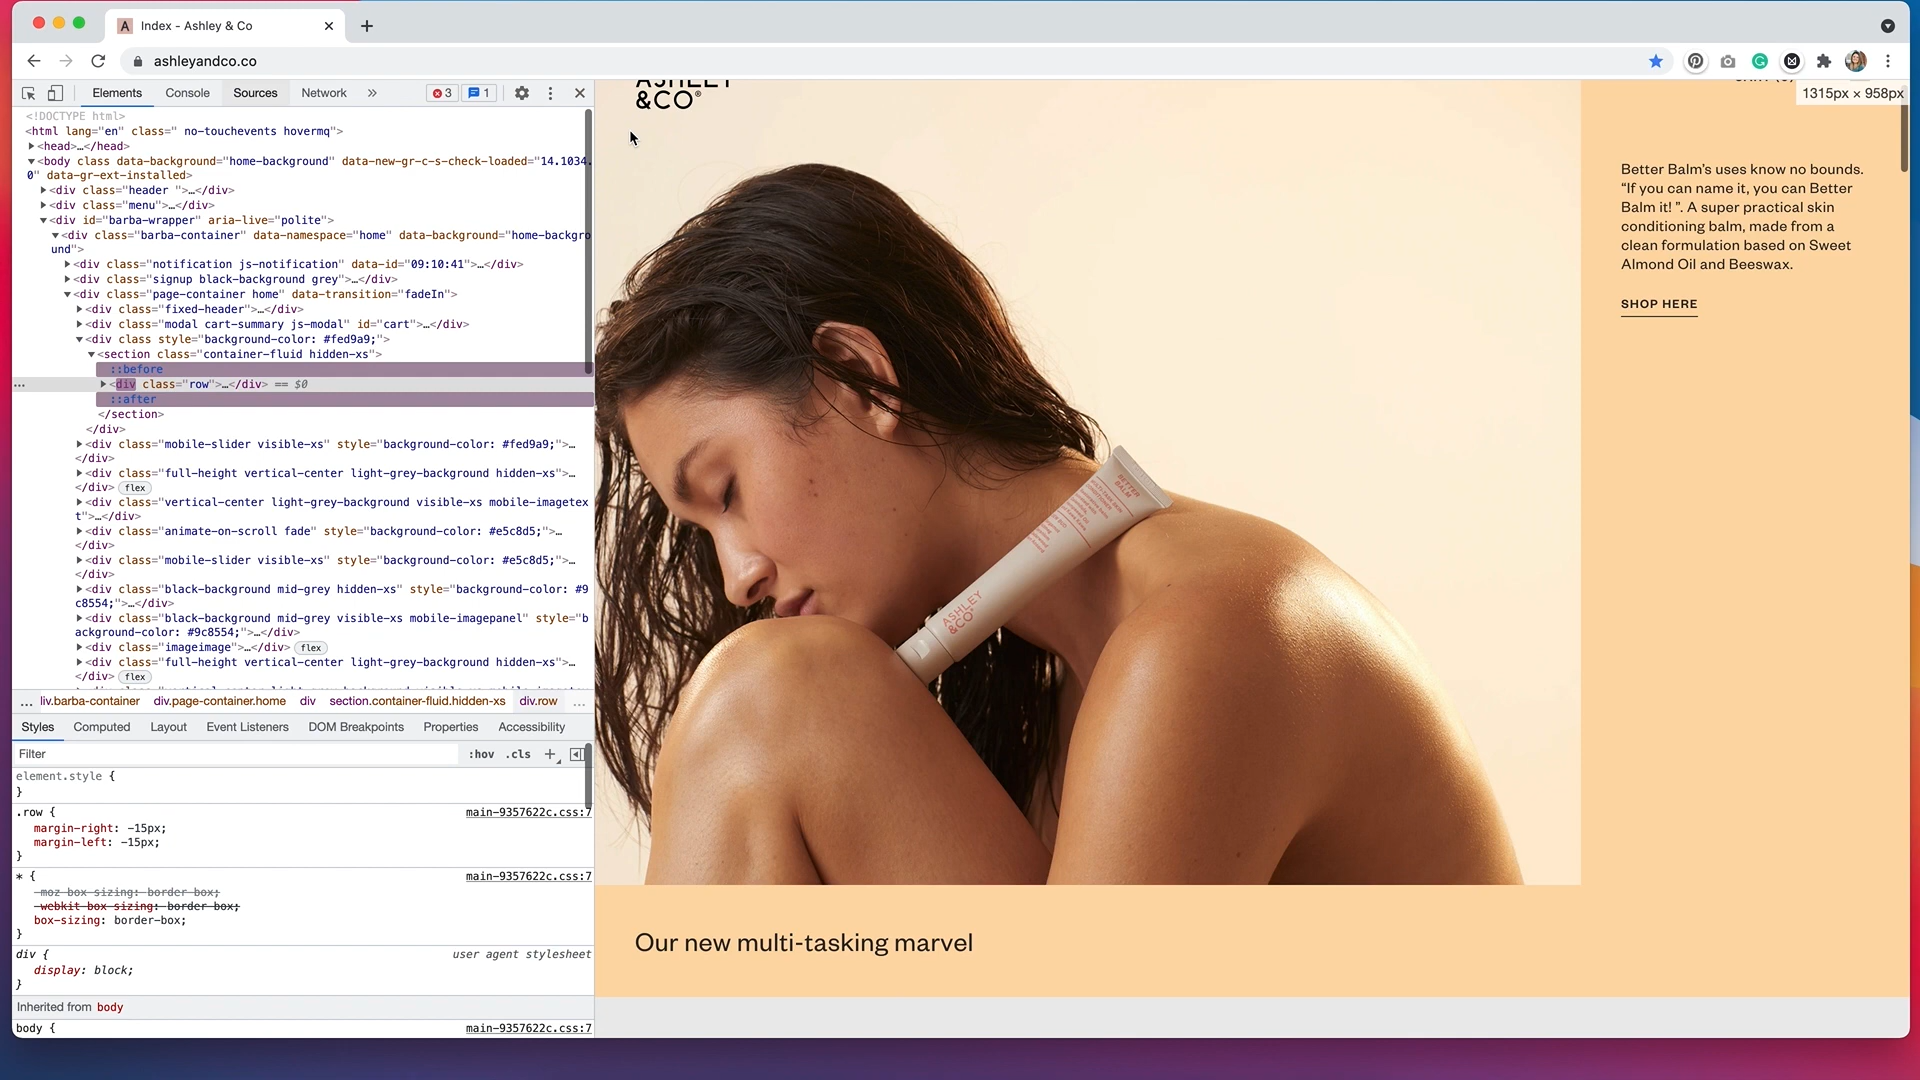 A Index - Ashley & Co
ashleyandco.co
Elements Console Sources Network » 3 1
<!DOCTYPE html>
<html lang="en" class=" no-touchevents hovermq">
<head>…</head>
<body class data-background="home-background" data-new-gr-c-s-check-loaded="14.1034.
0" data-gr-ext-installed>
<div class="header ">…</div>
<div class="menu">…</div>
<div id="barba-wrapper" aria-live="polite">
<div class="barba-container" data-namespace="home" data-background="home-backgro
und">
<div class="notification js-notification" data-id="09:10:41">…</div>
<div class="signup black-background grey">…</div>
<div class="page-container home" data-transition="fadeIn">
<div class="fixed-header">…</div>
<div class="modal cart-summary js-modal" id="cart">…</div>
<div class style="background-color: #fed9a9;">
<section class="container-fluid hidden-xs">
::before
… <div class="row">…</div> == $0
::after
</section>
</div>
<div class="mobile-slider visible-xs" style="background-color: #fed9a9;">…
</div>
<div class="full-height vertical-center light-grey-background hidden-xs">…
</div> flex
<div class="vertical-center light-grey-background visible-xs mobile-imagetex
t">…</div>
<div class="animate-on-scroll fade" style="background-color: #e5c8d5;">…
</div>
<div class="mobile-slider visible-xs" style="background-color: #e5c8d5;">…
</div>
<div class="black-background mid-grey hidden-xs" style="background-color: #9
c8554;">…</div>
<div class="black-background mid-grey visible-xs mobile-imagepanel" style="b
ackground-color: #9c8554;">…</div>
<div class="imageimage">…</div> flex
<div class="full-height vertical-center light-grey-background hidden-xs">…
</div> flex
… liv.barba-container div.page-container.home div section.container-fluid.hidden-xs div.row …
Styles Computed Layout Event Listeners DOM Breakpoints Properties Accessibility
Filter :hov .cls +
element.style {
}
.row { main-9357622c.css:7
margin-right: -15px;
margin-left: -15px;
}
* { main-9357622c.css:7
-moz-box-sizing: border-box;
-webkit-box-sizing: border-box;
box-sizing: border-box;
}
div { user agent stylesheet
display: block;
}
Inherited from body
body { main-9357622c.css:7
ASHLEY
&CO®
1315px × 958px
Better Balm's uses know no bounds.
“If you can name it, you can Better
Balm it! ”. A super practical skin
conditioning balm, made from a
clean formulation based on Sweet
Almond Oil and Beeswax.
SHOP HERE
BETTER
BALM
ASHLEY
&CO
Our new multi-tasking marvel